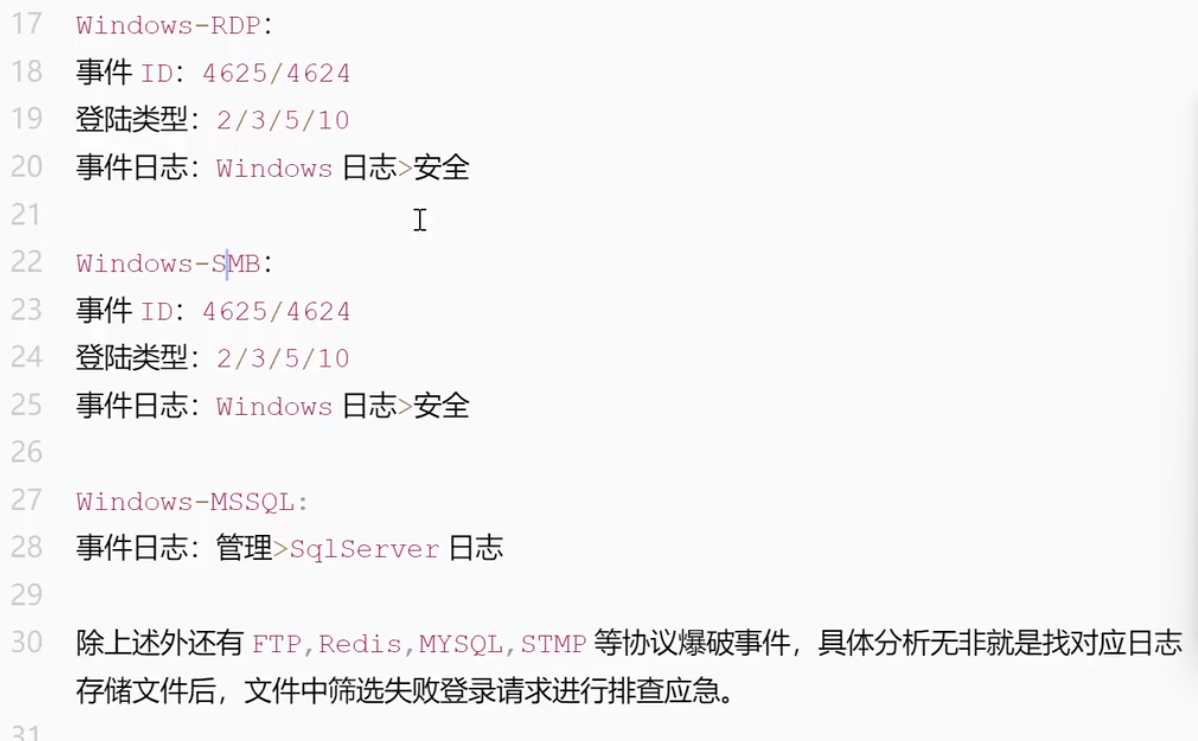 17 Windows-RDP:
18 事件 ID：4625/4624
19 登陆类型：2/3/5/10
20 事件日志：Windows 日志>安全
21
22 Windows-SMB:
23 事件 ID：4625/4624
24 登陆类型：2/3/5/10
25 事件日志：Windows 日志>安全
26
27 Windows-MSSQL:
28 事件日志：管理>SqlServer 日志
29
30 除上述外还有 FTP,Redis,MYSQL,STMP 等协议爆破事件，具体分析无非就是找对应日志
存储文件后，文件中筛选失败登录请求进行排查应急。
31